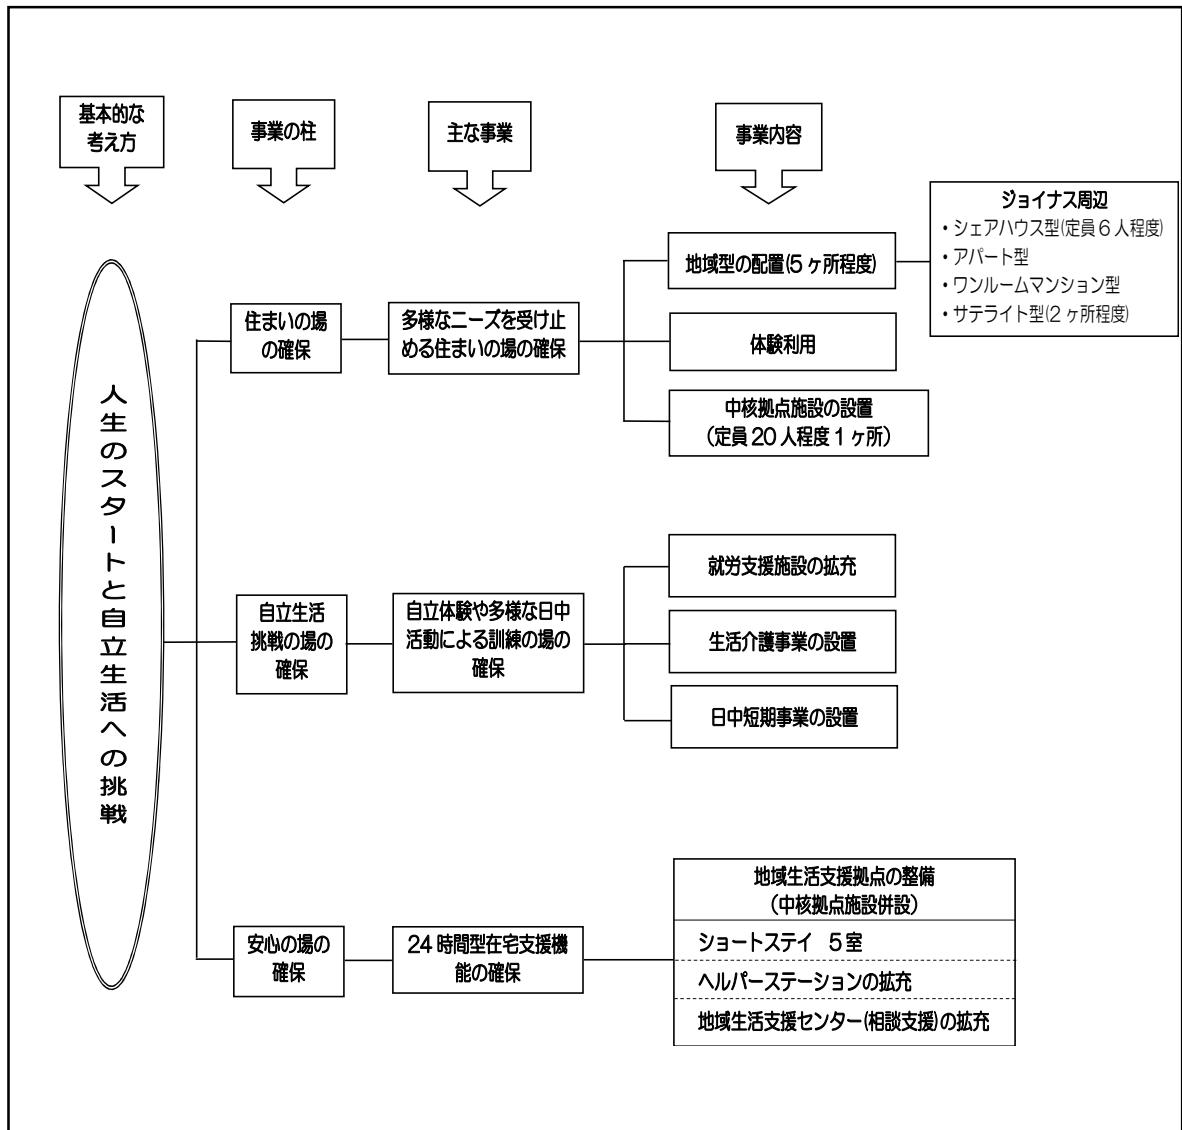 基本的な
考え方
事業の柱
主な事業
事業内容
人生のスタートと自立生活への挑戦
住まいの場
の確保
多様なニーズを受け止
める住まいの場の確保
地域型の配置(5ヶ所程度)
ジョイナス周辺
・シェアハウス型(定員6人程度)
・アパート型
・ワンルームマンション型
・サテライト型(2ヶ所程度)
体験利用
中核拠点施設の設置
(定員20人程度1ヶ所)
自立生活
挑戦の場の
確保
自立体験や多様な日中
活動による訓練の場の
確保
就労支援施設の拡充
生活介護事業の設置
日中短期事業の設置
安心の場の
確保
24時間型在宅支援機
能の確保
地域生活支援拠点の整備
(中核拠点施設併設)
ショートステイ 5室
ヘルパーステーションの拡充
地域生活支援センター(相談支援)の拡充